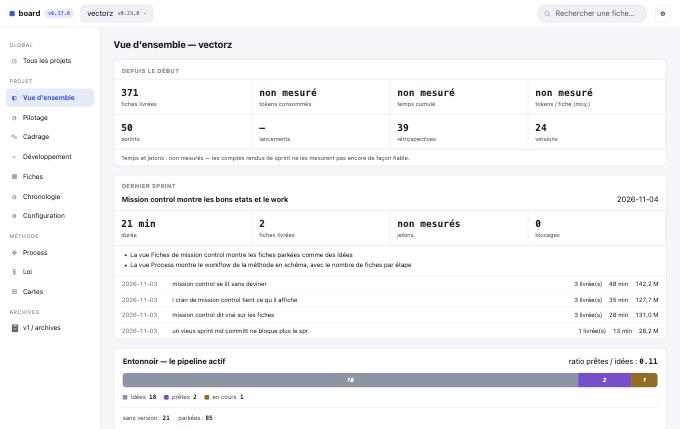 board v0.17.0 vectorz v0.23.0 Rechercher une fiche…
GLOBAL
Tous les projets
PROJET
Vue d'ensemble
Pilotage
Cadrage
Développement
Fiches
Chronologie
Configuration
MÉTHODE
Process
§ Loi
Cartes
ARCHIVES
v1 / archives
Vue d'ensemble — vectorz
DEPUIS LE DÉBUT
371 non mesuré non mesuré non mesuré
fiches livrées tokens consommés temps cumulé tokens / fiche (moy.)
50 — 39 24
sprints lancements rétrospectives versions
Temps et jetons : non mesurés — les comptes rendus de sprint ne les mesurent pas encore de façon fiable.
DERNIER SPRINT
Mission control montre les bons etats et le work 2026-11-04
21 min 2 non mesurés 0
durée fiches livrées jetons blocages
• La vue Fiches de mission control montre les fiches parkées comme des idées
• La vue Process montre le workflow de la méthode en schéma, avec le nombre de fiches par étape
2026-11-03 mission control se lit sans deviner 3 livrée(s) 48 min 142,2 M
2026-11-03 l cran de mission control tient ce qu il affiche 3 livrée(s) 35 min 127,7 M
2026-11-03 mission control dit vrai sur les fiches 3 livrée(s) 28 min 131,0 M
2026-11-03 un vieux sprint md committ ne bloque plus le spr 1 livrée(s) 13 min 28,2 M
Entonnoir — le pipeline actif ratio prêtes / idées : 0.11
18 2 1
idées 18 prêtes 2 en cours 1
sans version : 21 parkées : 85